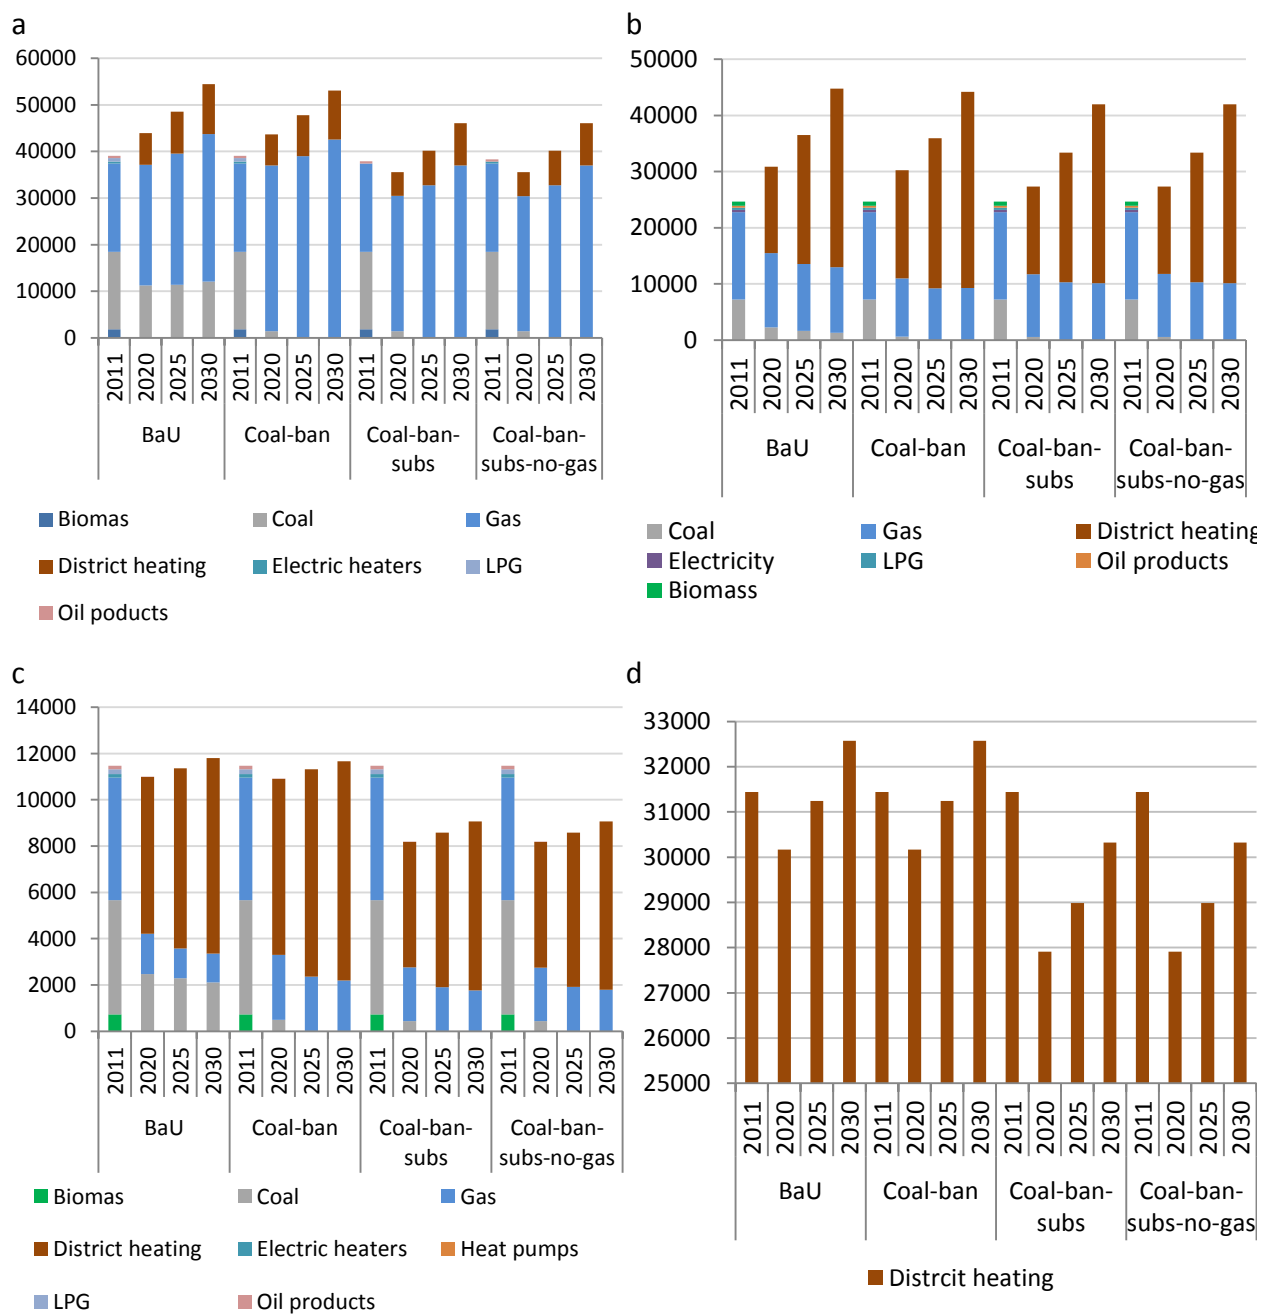 a
60000
50000
40000
30000
20000
10000
0
2011 2020 2025 2030 2011 2020 2025 2030 2011 2020 2025 2030 2011 2020 2025 2030
BaU Coal-ban Coal-ban- Coal-ban-
subs subs-no-gas
Biomas Coal Gas
District heating Electric heaters LPG
Oil poducts
b
50000
40000
30000
20000
10000
0
2011 2020 2025 2030 2011 2020 2025 2030 2011 2020 2025 2030 2011 2020 2025 2030
BaU Coal-ban Coal-ban- Coal-ban-
subs subs-no-gas
Coal Gas District heating
Electricity LPG Oil products
Biomass
c
14000
12000
10000
8000
6000
4000
2000
0
2011 2020 2025 2030 2011 2020 2025 2030 2011 2020 2025 2030 2011 2020 2025 2030
BaU Coal-ban Coal-ban- Coal-ban-
subs subs-no-gas
Biomas Coal Gas
District heating Electric heaters Heat pumps
LPG Oil products
d
33000
32000
31000
30000
29000
28000
27000
26000
25000
2011 2020 2025 2030 2011 2020 2025 2030 2011 2020 2025 2030 2011 2020 2025 2030
BaU Coal-ban Coal-ban- Coal-ban-
subs subs-no-gas
Distrcit heating